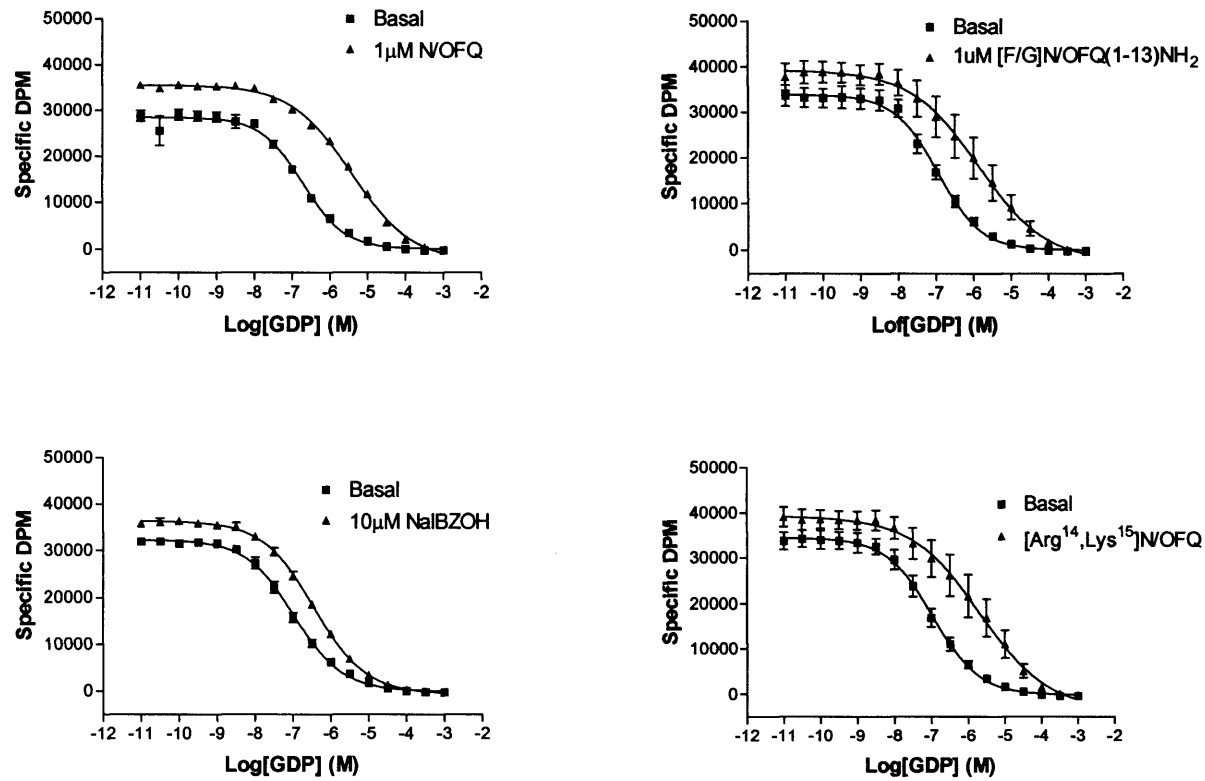 50000
40000
30000
20000
10000
0
Specific DPM
Basal
1μM N/OFQ
-12 -11 -10 -9 -8 -7 -6 -5 -4 -3 -2
Log[GDP] (M)
50000
40000
30000
20000
10000
0
Specific DPM
Basal
1uM [F/G]N/OFQ(1-13)NH2
-12 -11 -10 -9 -8 -7 -6 -5 -4 -3 -2
Lof[GDP] (M)
50000
40000
30000
20000
10000
0
Specific DPM
Basal
10μM NalBZOH
-12 -11 -10 -9 -8 -7 -6 -5 -4 -3 -2
Log[GDP] (M)
50000
40000
30000
20000
10000
0
Specific DPM
Basal
[Arg14,Lys15]N/OFQ
-12 -11 -10 -9 -8 -7 -6 -5 -4 -3 -2
Log[GDP] (M)